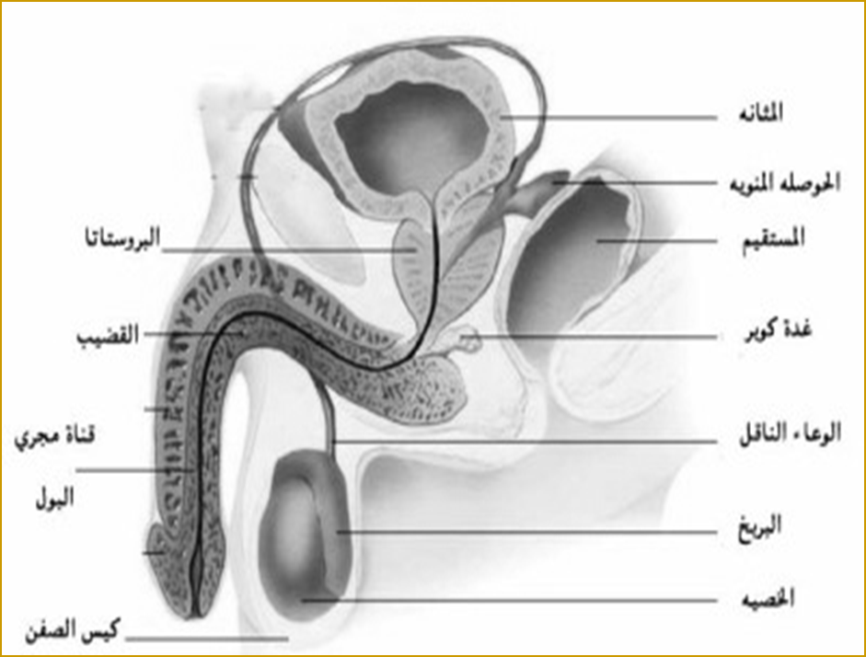 المثانه
الحوصله المنويه
المستقيم
غدة كوبر
الوعاء الناقل
البربخ
الخصيه
البروستاتا
القضيب
قناة مجري
البول
كيس الصفن